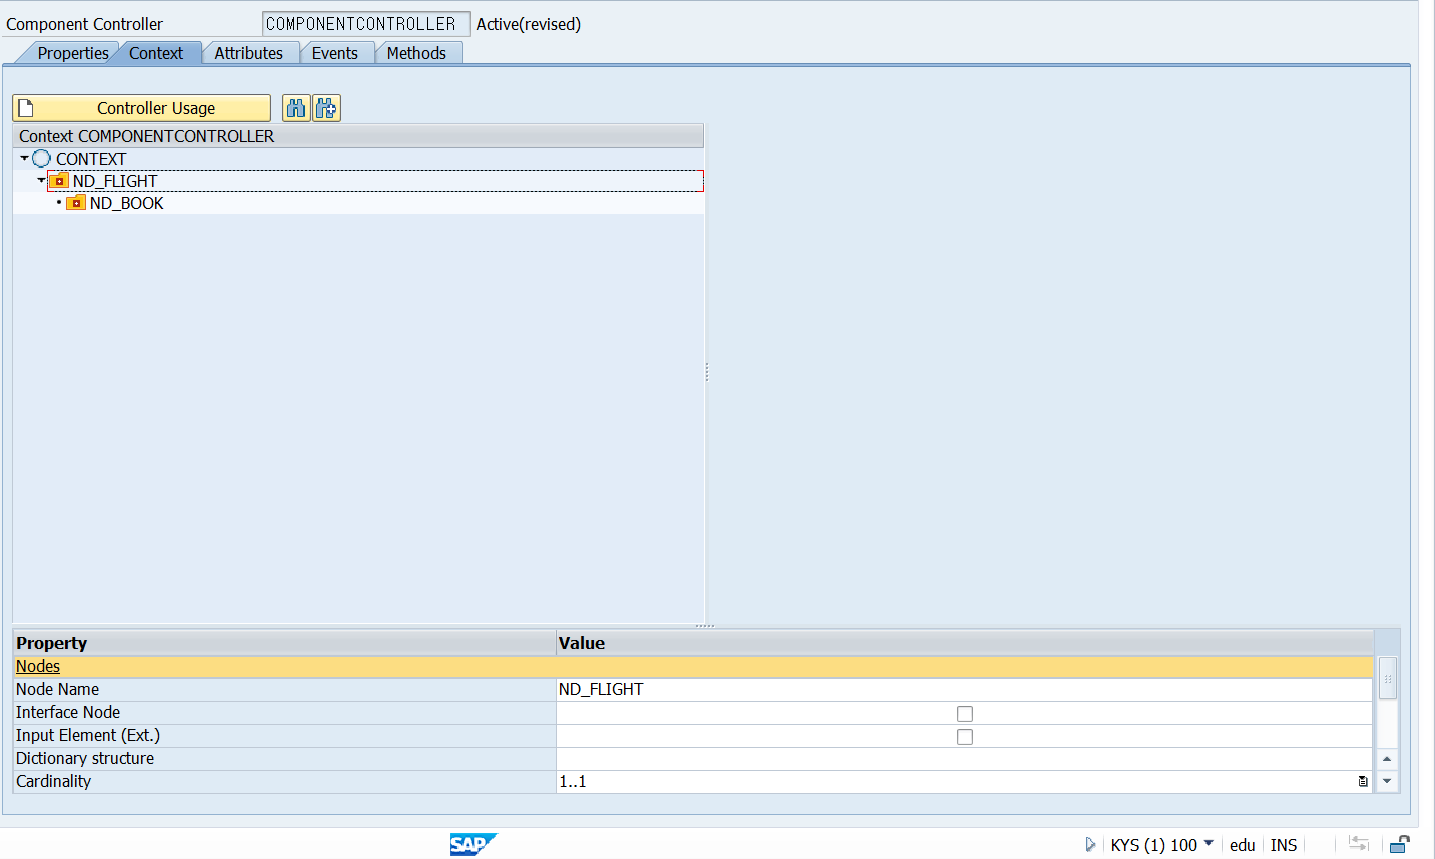 Component Controller COMPONENTCONTROLLER Active(revised)
Properties Context Attributes Events Methods
Controller Usage
Context COMPONENTCONTROLLER
CONTEXT
ND_FLIGHT
ND_BOOK
Property Value
Nodes
Node Name ND_FLIGHT
Interface Node
Input Element (Ext.)
Dictionary structure
Cardinality 1..1
SAP KYS (1) 100 edu INS